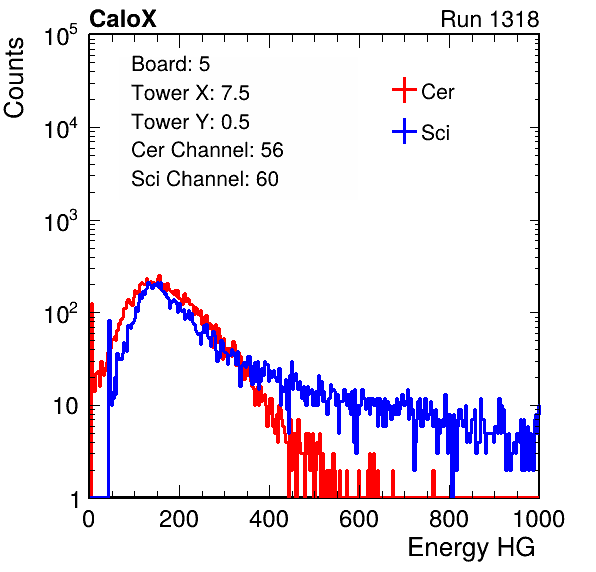 CaloX Run 1318
Counts
10^5
10^4
10^3
10^2
10
1
Board: 5
Tower X: 7.5
Tower Y: 0.5
Cer Channel: 56
Sci Channel: 60
Cer
Sci
0 200 400 600 800 1000
Energy HG